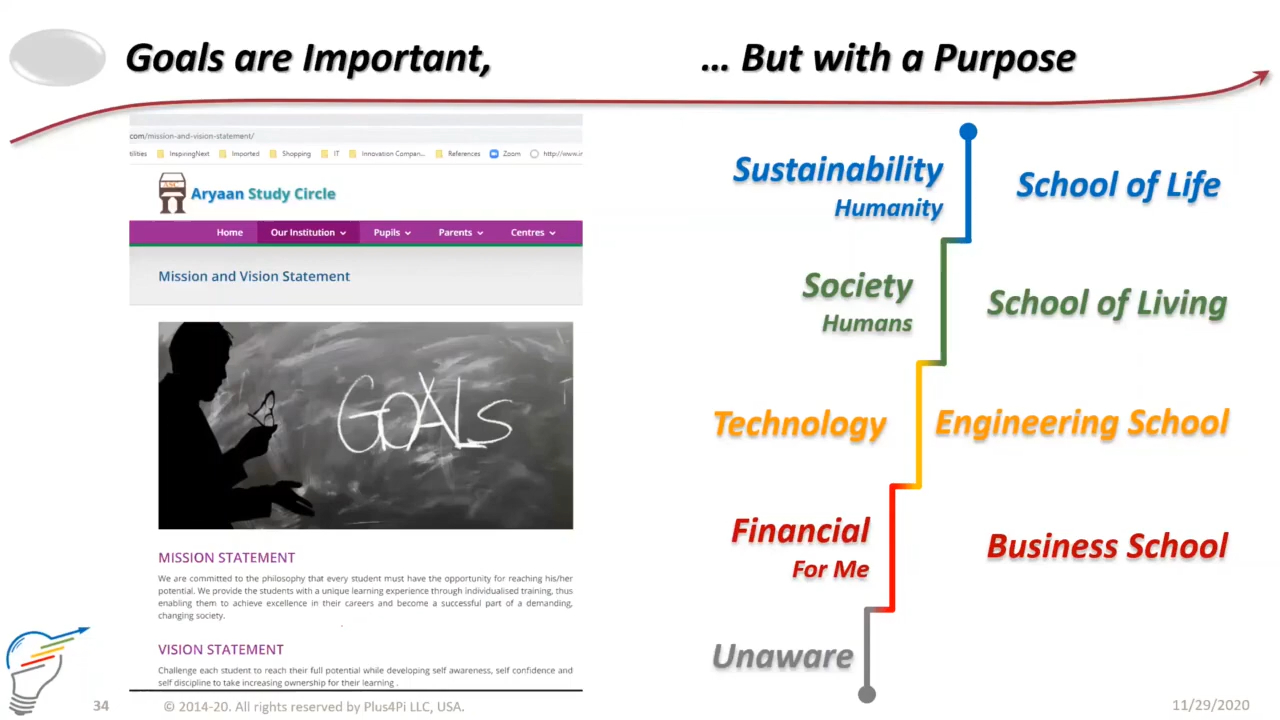 Goals are Important, ... But with a Purpose
com/mission-and-vision-statement/
tilities InspiringNext Imported Shopping IT Innovation Compan... References Zoom http://www.ir
ASC
Aryaan Study Circle
Home Our Institution Pupils Parents Centres
Mission and Vision Statement
GOALS
MISSION STATEMENT
We are committed to the philosophy that every student must have the opportunity for reaching his/her
potential. We provide the students with a unique learning experience through individualised training, thus
enabling them to achieve excellence in their careers and become a successful part of a demanding,
changing society.
VISION STATEMENT
Challenge each student to reach their full potential while developing self awareness, self confidence and
self discipline to take increasing ownership for their learning .
Sustainability
Humanity
School of Life
Society
Humans
School of Living
Technology
Engineering School
Financial
For Me
Business School
Unaware
34 © 2014-20. All rights reserved by Plus4Pi LLC, USA. 11/29/2020